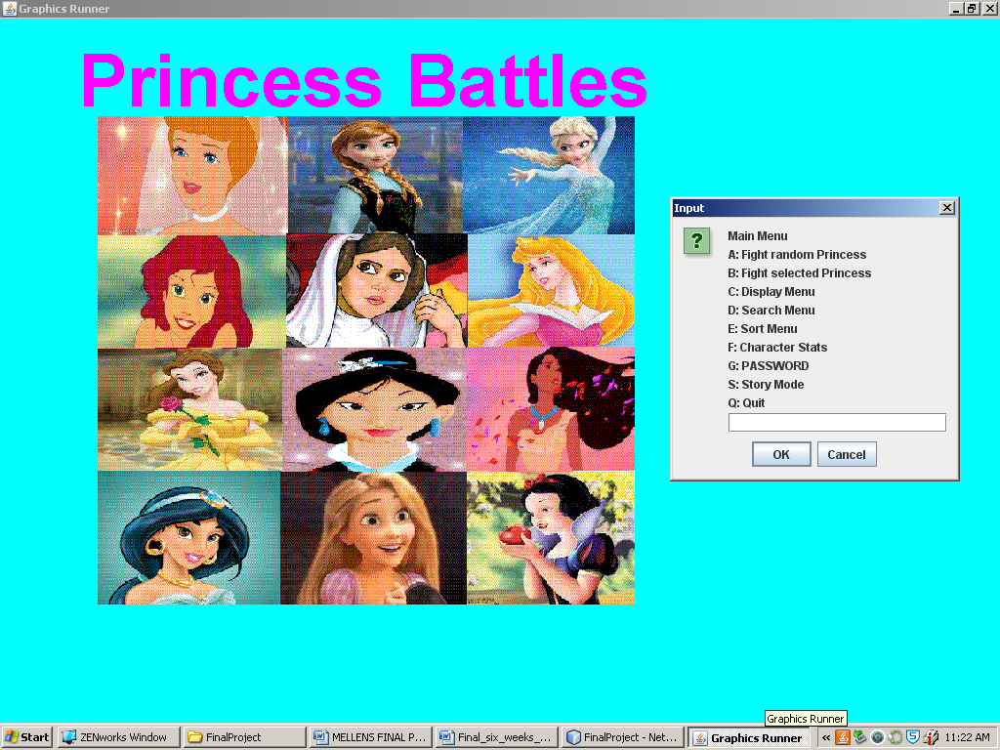 Graphics Runner
Princess Battles
Input
Main Menu
A: Fight random Princess
B: Fight selected Princess
C: Display Menu
D: Search Menu
E: Sort Menu
F: Character Stats
G: PASSWORD
S: Story Mode
Q: Quit
OK Cancel
Graphics Runner
Start ZENworks Window FinalProject MELLENS FINAL P... Final_six_weeks_... FinalProject - Net... Graphics Runner « 11:22 AM